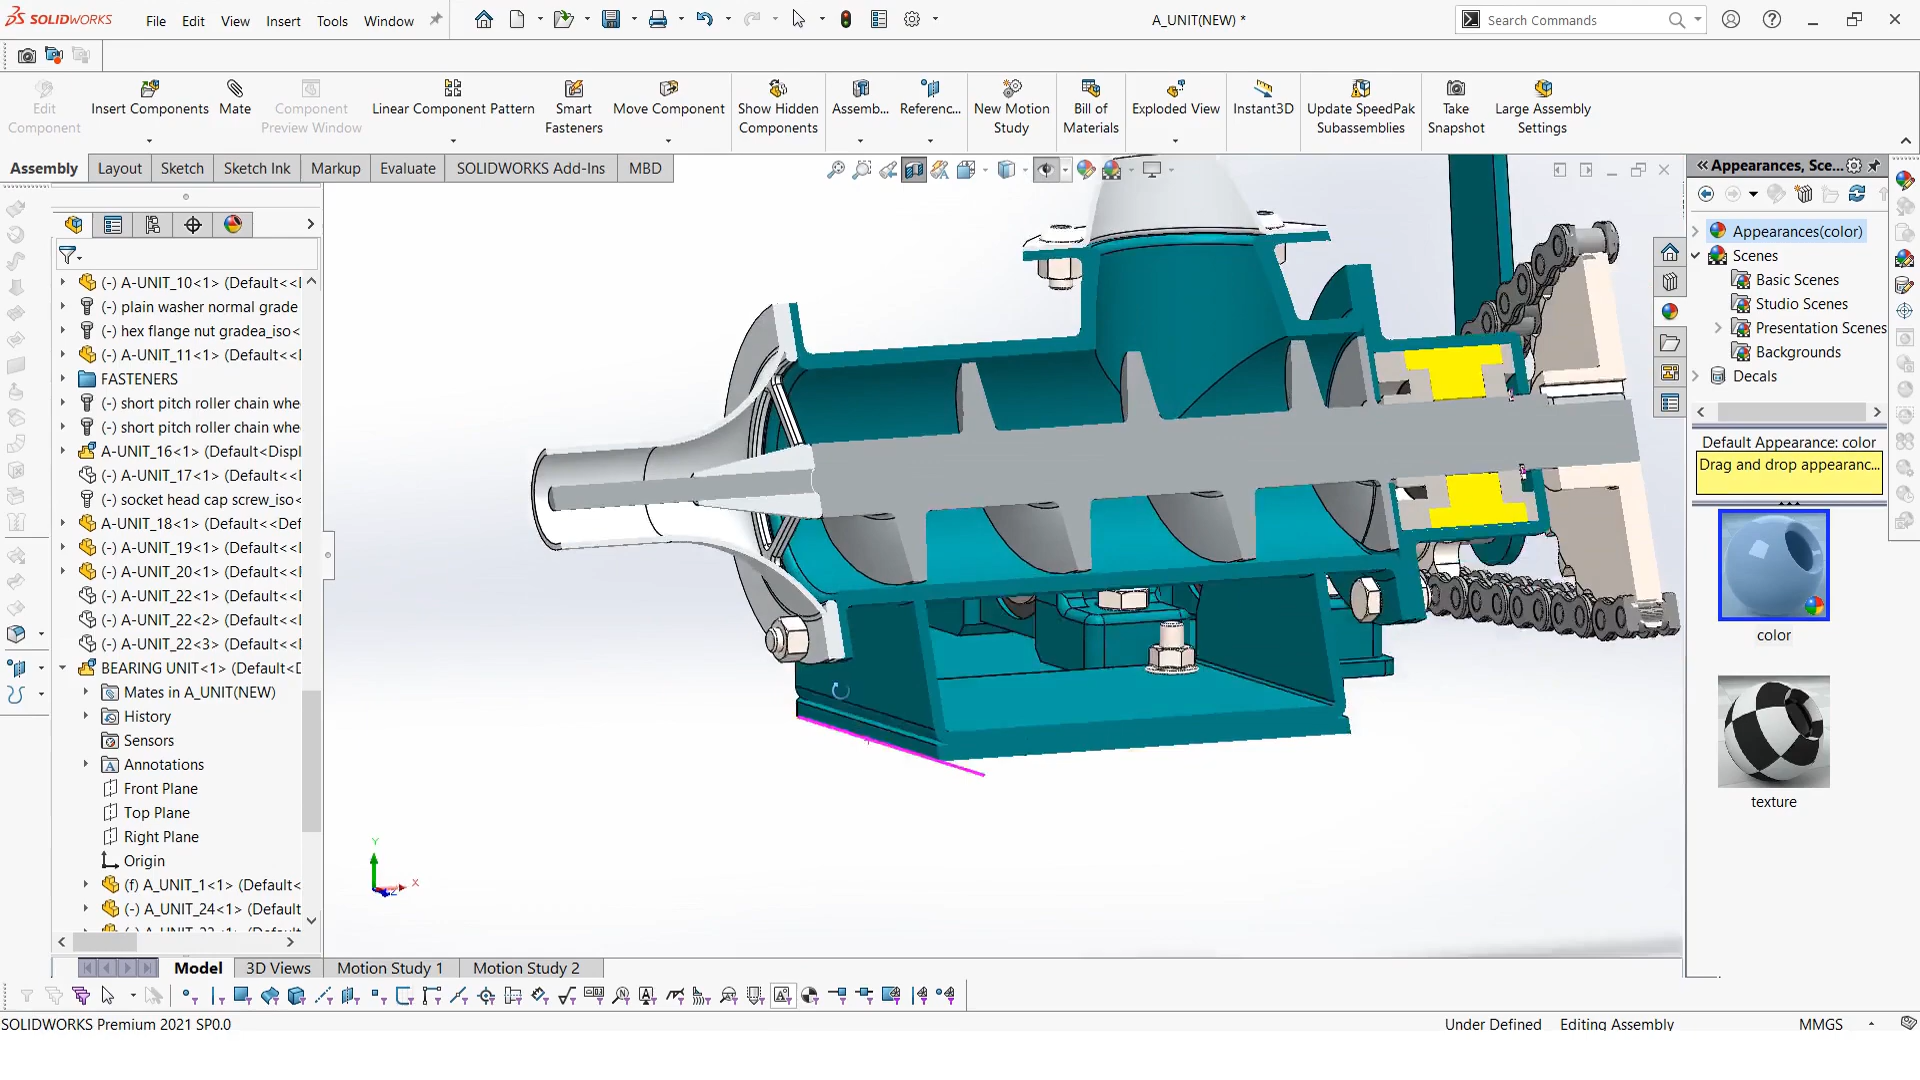 SOLIDWORKS File Edit View Insert Tools Window A_UNIT(NEW) * Search Commands
Edit Component
Insert Components
Mate
Component Preview Window
Linear Component Pattern
Smart Fasteners
Move Component
Show Hidden Components
Assemb...
Referenc...
New Motion Study
Bill of Materials
Exploded View
Instant3D
Update SpeedPak Subassemblies
Take Snapshot
Large Assembly Settings
Assembly Layout Sketch Sketch Ink Markup Evaluate SOLIDWORKS Add-Ins MBD
(-) A-UNIT_10<1> (Default<<
(-) plain washer normal grade
(-) hex flange nut gradea_iso<
(-) A-UNIT_11<1> (Default<<
FASTENERS
(-) short pitch roller chain whe
(-) short pitch roller chain whe
A-UNIT_16<1> (Default<Displ
(-) A-UNIT_17<1> (Default<<
(-) socket head cap screw_iso<
A-UNIT_18<1> (Default<<Def
(-) A-UNIT_19<1> (Default<<
(-) A-UNIT_20<1> (Default<<
(-) A-UNIT_22<1> (Default<<
(-) A-UNIT_22<2> (Default<<
(-) A-UNIT_22<3> (Default<<
BEARING UNIT<1> (Default<
Mates in A_UNIT(NEW)
History
Sensors
Annotations
Front Plane
Top Plane
Right Plane
Origin
(f) A_UNIT_1<1> (Default<
(-) A_UNIT_24<1> (Default
Y
X
Z
Appearances, Sce...
Appearances(color)
Scenes
Basic Scenes
Studio Scenes
Presentation Scenes
Backgrounds
Decals
Default Appearance: color
Drag and drop appearanc...
color
texture
Model 3D Views Motion Study 1 Motion Study 2
SOLIDWORKS Premium 2021 SP0.0 Under Defined Editing Assembly MMGS